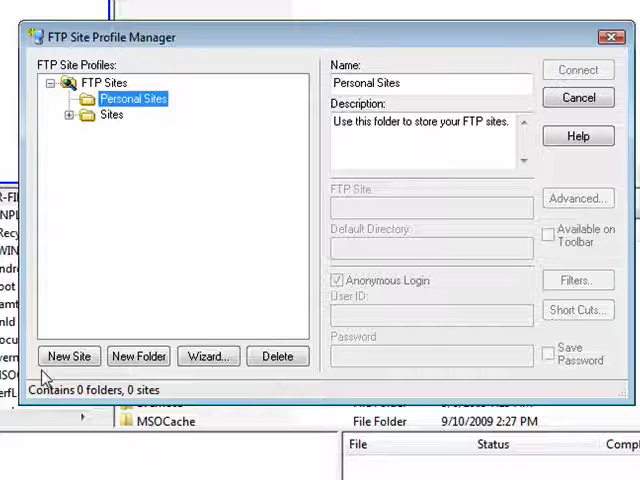 FTP Site Profile Manager
FTP Site Profiles:
FTP Sites
Personal Sites
Sites
New Site
New Folder
Wizard...
Delete
Contains 0 folders, 0 sites
Name:
Personal Sites
Description:
Use this folder to store your FTP sites.
FTP Site
Default Directory:
Anonymous Login
User ID:
Password
Connect
Cancel
Help
Advanced...
Available on
Toolbar
Filters..
Short Cuts...
Save
Password
MSOCache
File Folder
9/10/2009 2:27 PM
File
Status